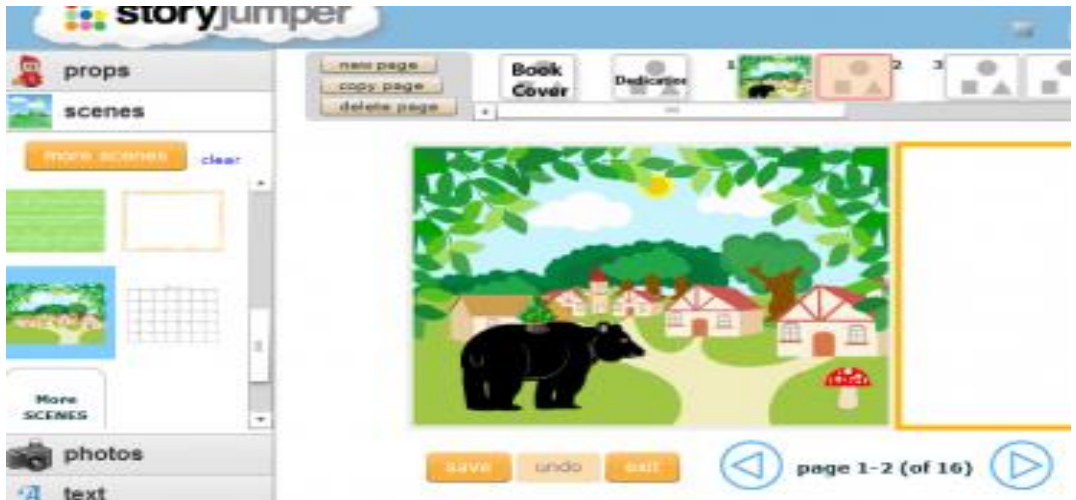 storyjumper
props
scenes
more scenes
clear
More
SCENES
photos
text
new page
copy page
delete page
Book
Cover
Dedication
1
2
3
save
undo
exit
page 1-2 (of 16)